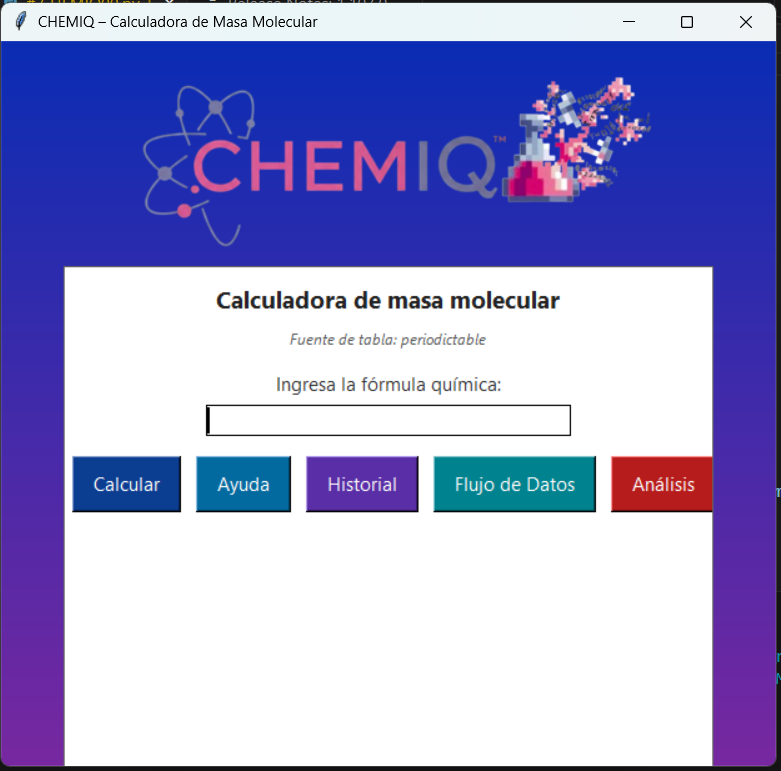 CHEMIQ – Calculadora de Masa Molecular
CHEMIQ™
Calculadora de masa molecular
Fuente de tabla: periodictable
Ingresa la fórmula química:
Calcular Ayuda Historial Flujo de Datos Análisis